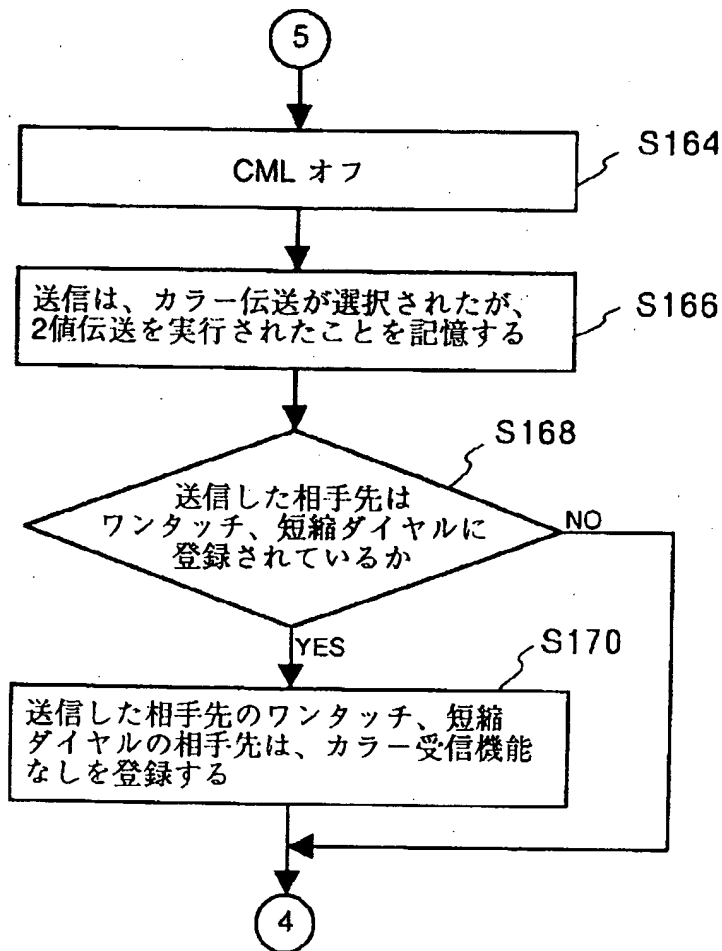 5
CML オフ
S164
送信は、カラー伝送が選択されたが、
2値伝送を実行されたことを記憶する
S166
S168
送信した相手先は
ワンタッチ、短縮ダイヤルに
登録されているか
NO
YES
S170
送信した相手先のワンタッチ、短縮
ダイヤルの相手先は、カラー受信機能
なしを登録する
4